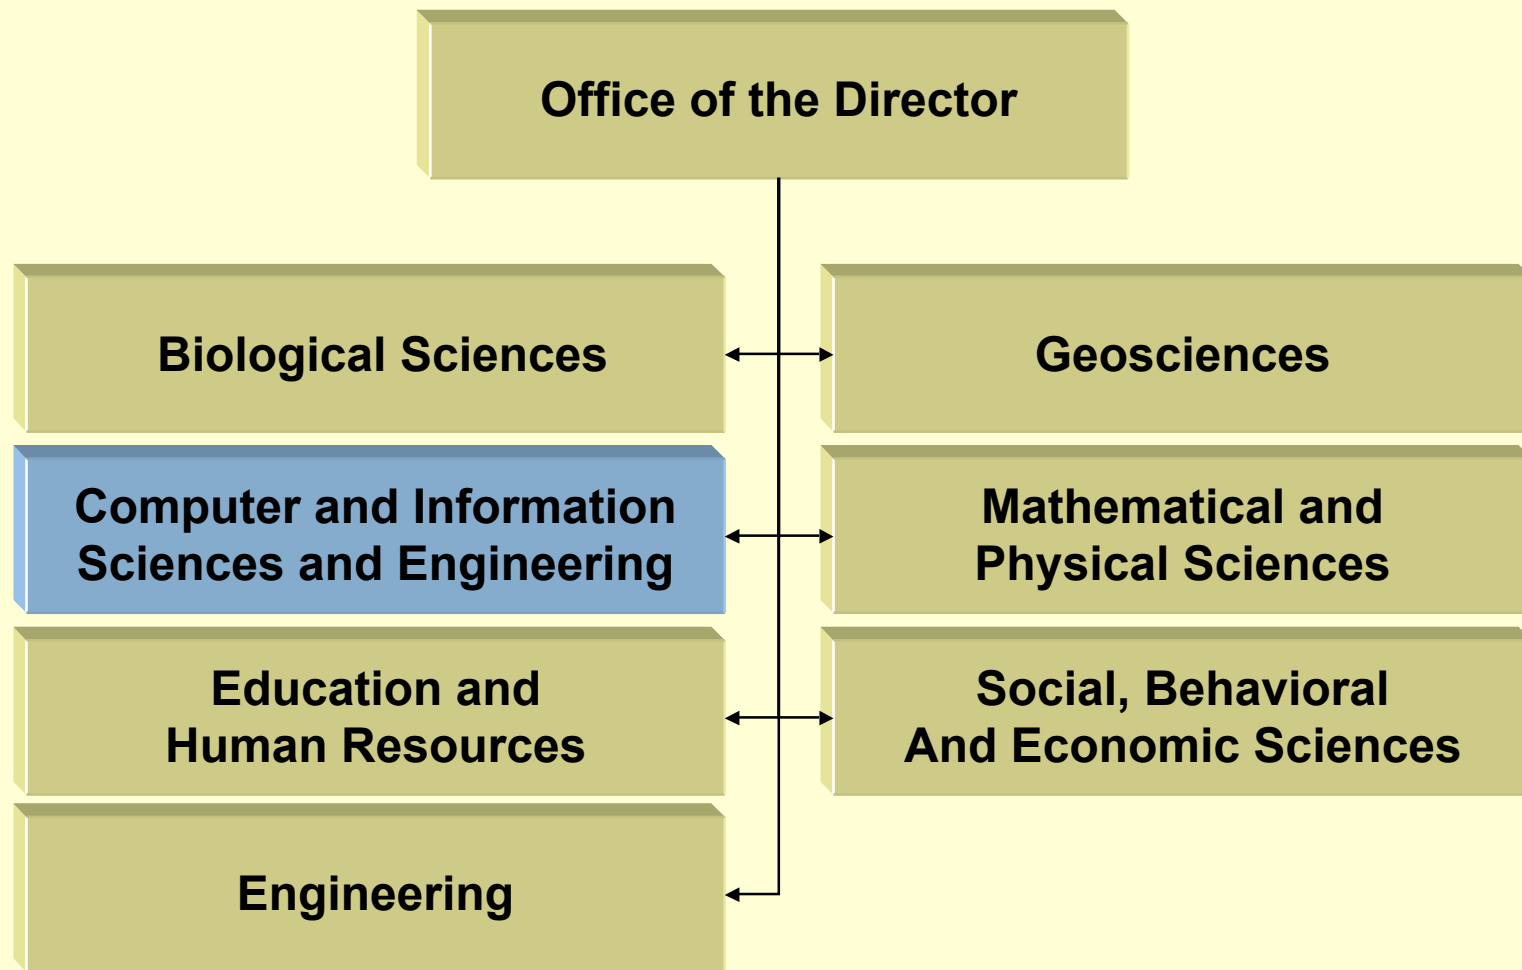 Office of the Director
Biological Sciences
Geosciences
Computer and Information
Sciences and Engineering
Mathematical and
Physical Sciences
Education and
Human Resources
Social, Behavioral
And Economic Sciences
Engineering